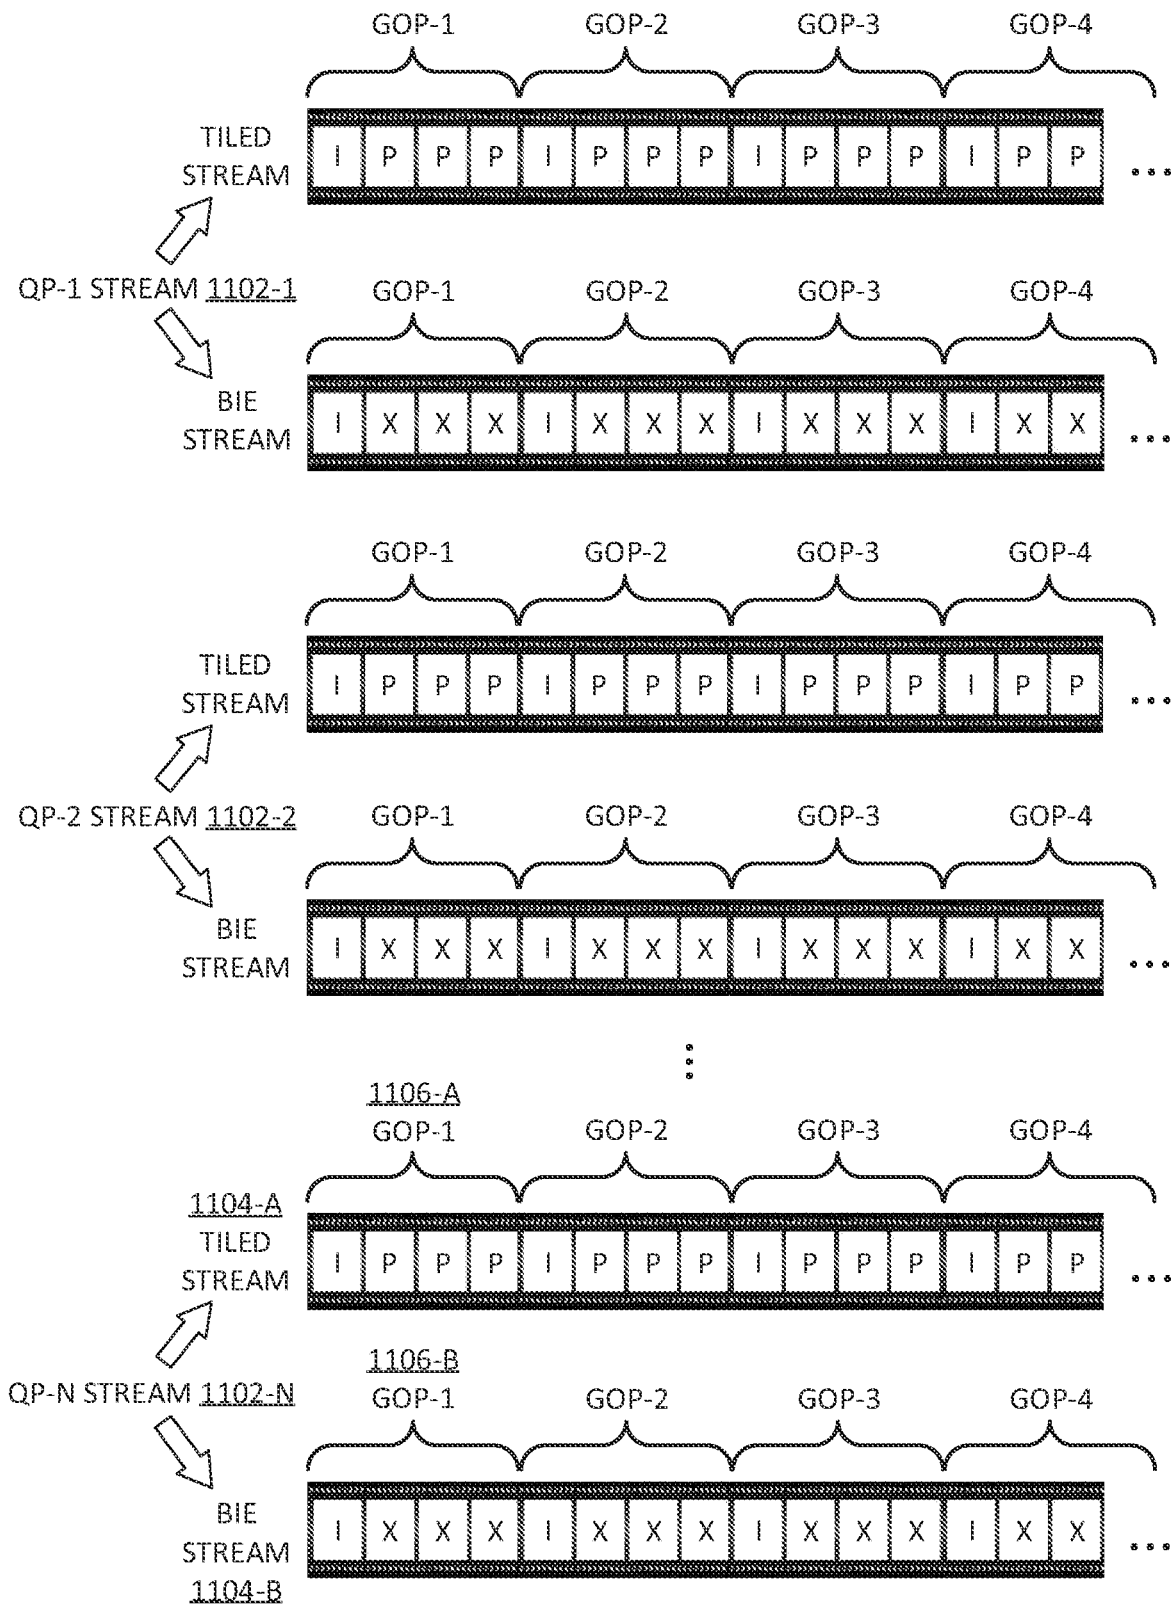 GOP-1 GOP-2 GOP-3 GOP-4
TILED
STREAM
I P P P I P P P I P P P I P P ...
QP-1 STREAM 1102-1
GOP-1 GOP-2 GOP-3 GOP-4
BIE
STREAM
I X X X I X X X I X X X I X X ...
GOP-1 GOP-2 GOP-3 GOP-4
TILED
STREAM
I P P P I P P P I P P P I P P ...
QP-2 STREAM 1102-2
GOP-1 GOP-2 GOP-3 GOP-4
BIE
STREAM
I X X X I X X X I X X X I X X ...
1106-A
GOP-1 GOP-2 GOP-3 GOP-4
1104-A
TILED
STREAM
I P P P I P P P I P P P I P P ...
1106-B
QP-N STREAM 1102-N
GOP-1 GOP-2 GOP-3 GOP-4
BIE
STREAM
1104-B
I X X X I X X X I X X X I X X ...